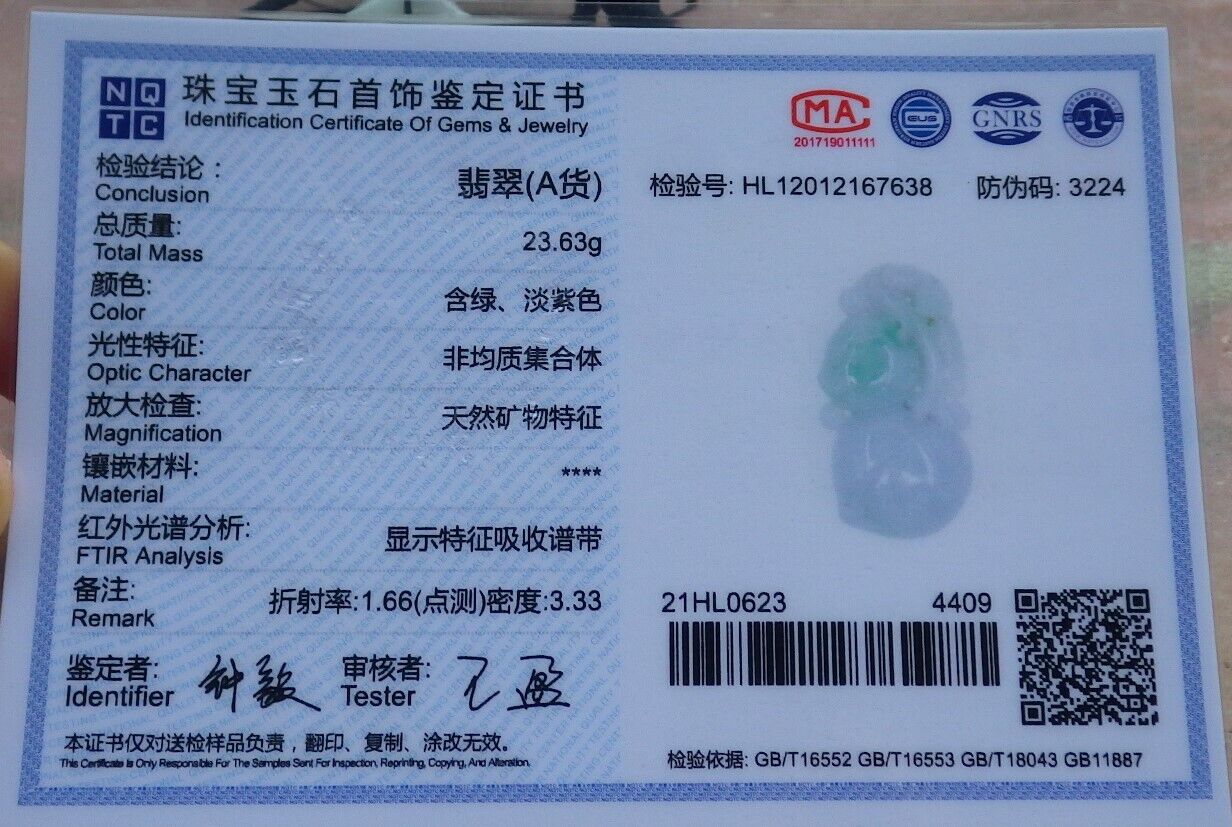 NQ
TC
珠宝玉石首饰鉴定证书
Identification Certificate Of Gems & Jewelry
检验结论：
Conclusion
翡翠(A货)
总质量:
Total Mass
23.63g
颜色:
Color
含绿、淡紫色
光性特征:
Optic Character
非均质集合体
放大检查:
Magnification
天然矿物特征
镶嵌材料:
Material
****
红外光谱分析:
FTIR Analysis
显示特征吸收谱带
备注:
Remark
折射率:1.66(点测)密度:3.33
鉴定者:
Identifier
审核者:
Tester
本证书仅对送检样品负责，翻印、复制、涂改无效。
This Certificate Is Only Responsible For The Samples Sent For Inspection, Reprinting, Copying, And Alteration.
MA
201719011111
GNRS
检验号: HL12012167638 防伪码: 3224
21HL0623 4409
检验依据: GB/T16552 GB/T16553 GB/T18043 GB11887